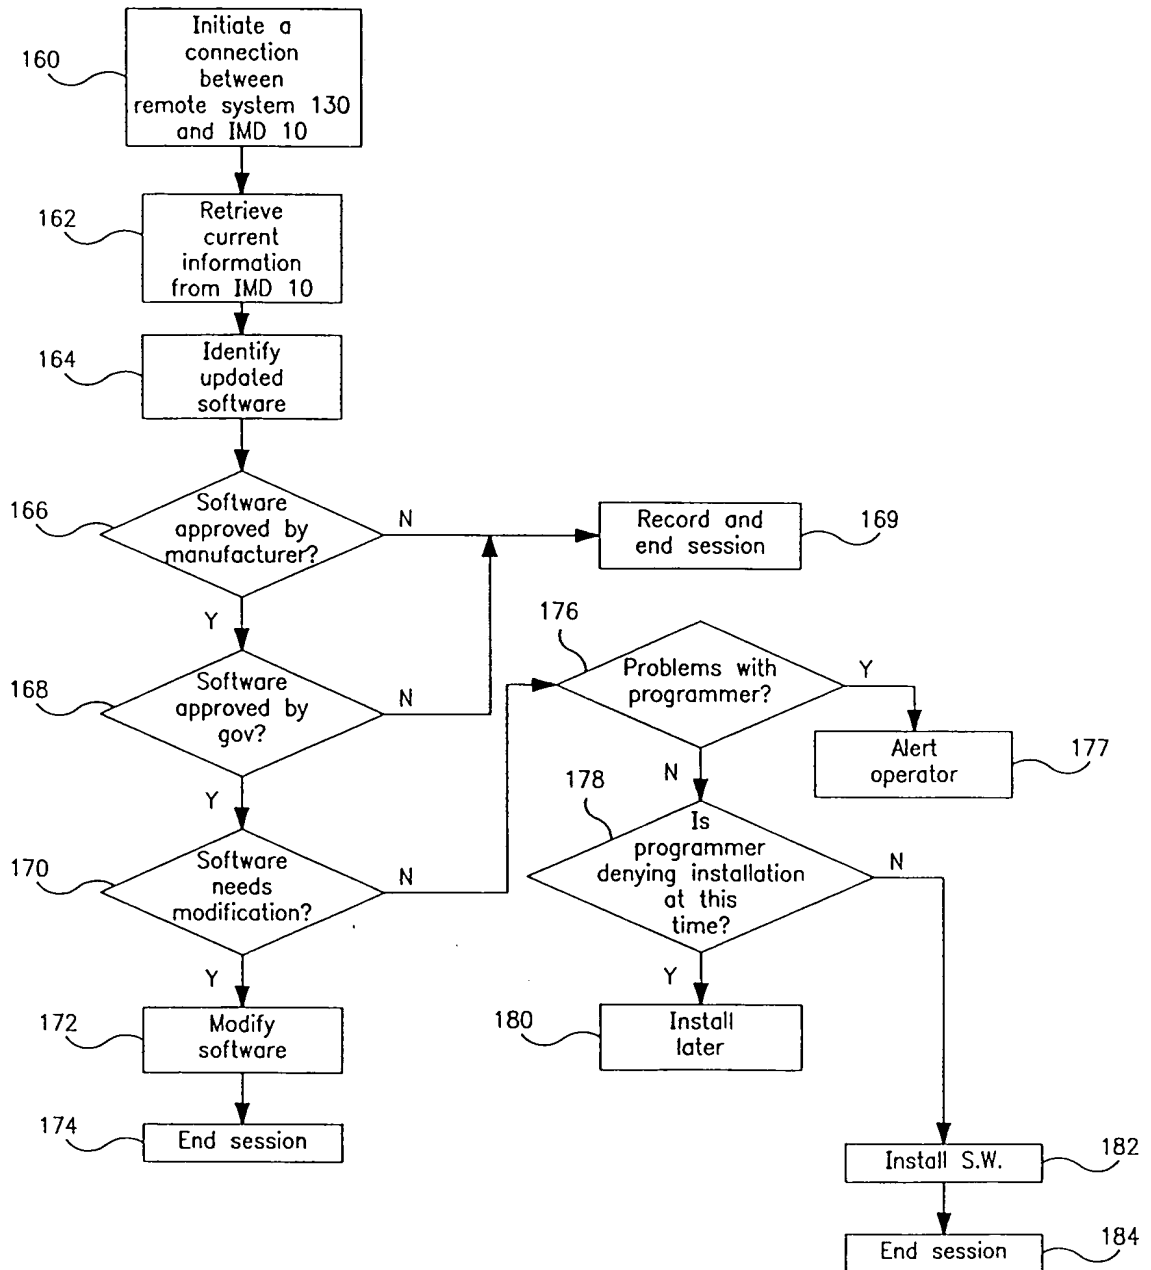 160
Initiate a
connection
between
remote system 130
and IMD 10
162
Retrieve
current
information
from IMD 10
164
Identify
updated
software
166
Software
approved by
manufacturer?
N
Y
Record and
end session
169
168
Software
approved by
gov?
N
Y
170
Software
needs
modification?
N
Y
172
Modify
software
174
End session
176
Problems with
programmer?
Y
N
Alert
operator
177
178
Is
programmer
denying installation
at this
time?
N
Y
180
Install
later
Install S.W.
182
End session
184